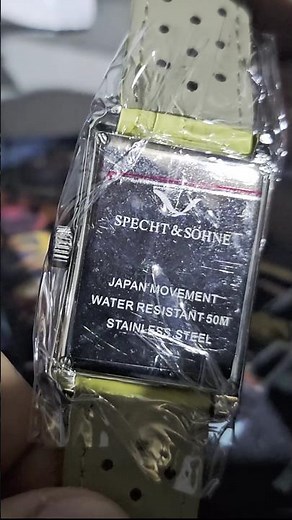 SPECHT & SÖHNE
JAPAN MOVEMENT
WATER RESISTANT 50M
STAINLESS STEEL